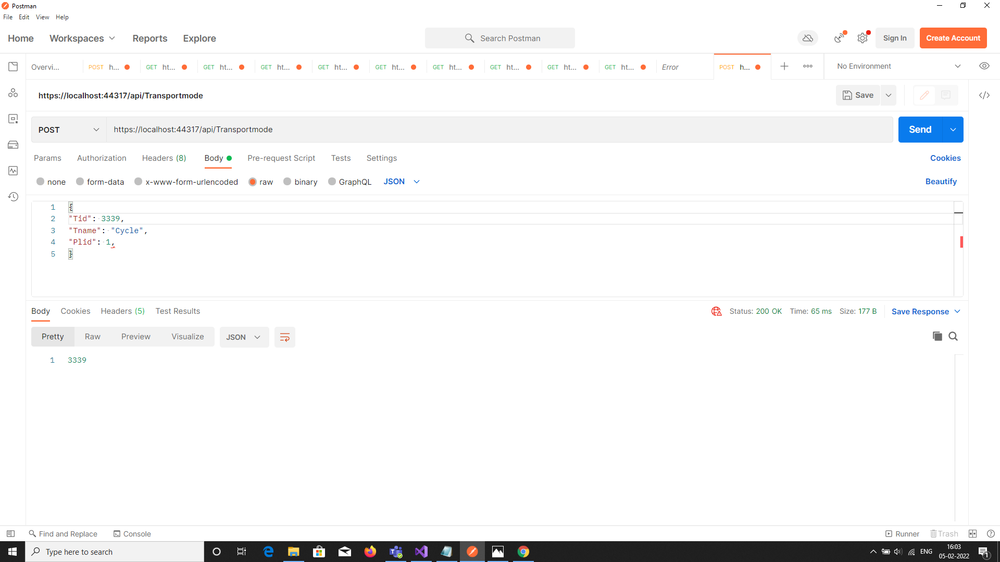 Postman
File Edit View Help
Home Workspaces Reports Explore Search Postman Sign In Create Account
Overvi... POST h... GET ht... GET ht... GET ht... GET ht... GET ht... GET ht... GET ht... GET ht... GET ht... Error POST h... No Environment
https://localhost:44317/api/Transportmode Save
POST https://localhost:44317/api/Transportmode Send
Params Authorization Headers (8) Body Pre-request Script Tests Settings Cookies
none form-data x-www-form-urlencoded raw binary GraphQL JSON Beautify
1 {
2 "Tid": 3339,
3 "Tname": "Cycle",
4 "Plid": 1,
5 }
Body Cookies Headers (5) Test Results Status: 200 OK Time: 65 ms Size: 177 B Save Response
Pretty Raw Preview Visualize JSON
1 3339
Find and Replace Console Runner Trash
Type here to search ENG 16:03
05-02-2022 1